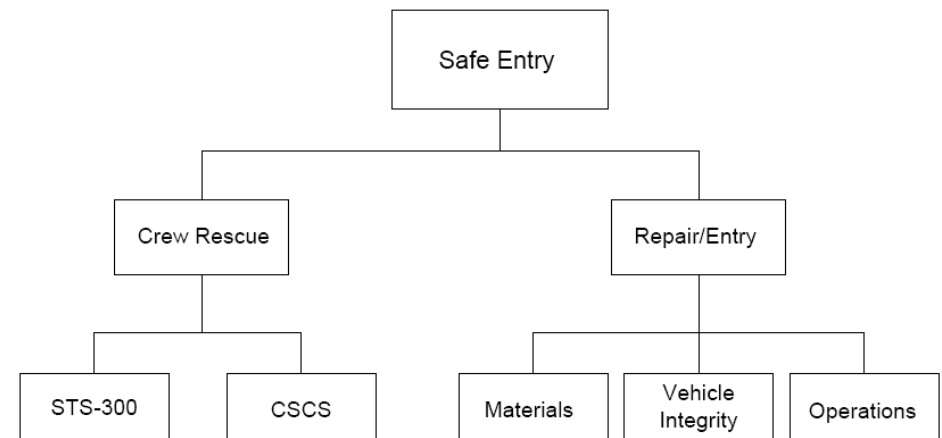 Safe Entry
Crew Rescue
Repair/Entry
STS-300
CSCS
Materials
Vehicle
Integrity
Operations